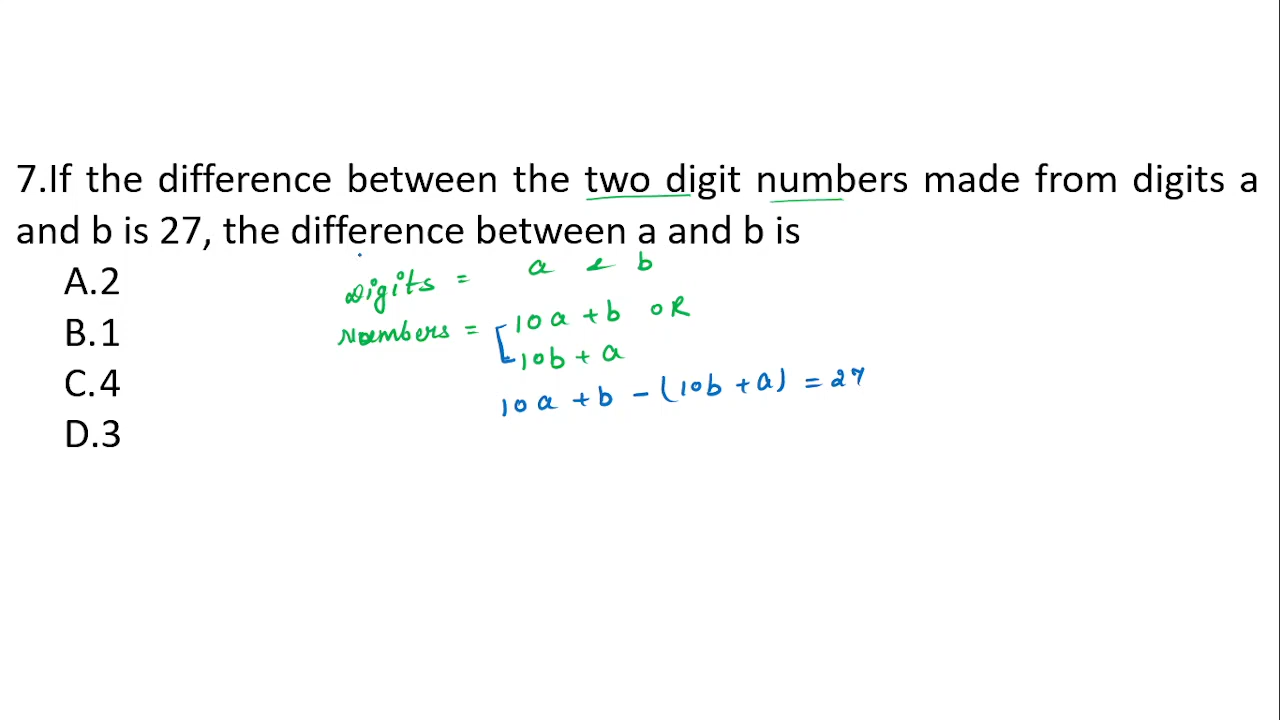 7.If the difference between the two digit numbers made from digits a
and b is 27, the difference between a and b is
A.2
B.1
C.4
D.3
Digits = a & b
Numbers = 10a + b OR
10b + a
10a + b - (10b + a) = 27